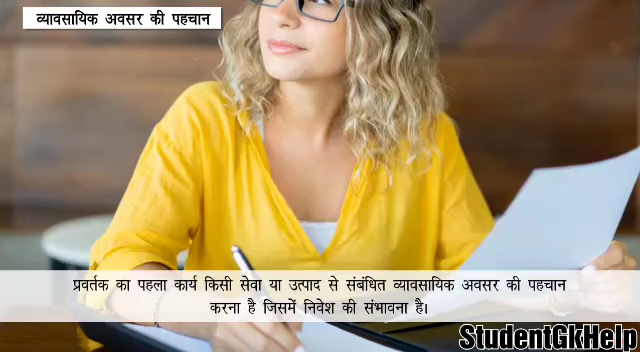 व्यावसायिक अवसर की पहचान
प्रवर्तक का पहला कार्य किसी सेवा या उत्पाद से संबंधित व्यावसायिक अवसर की पहचान
करना है जिसमें निवेश की संभावना है।
StudentGkHelp